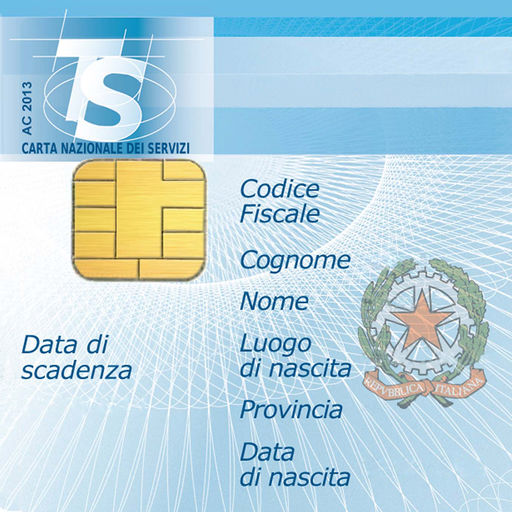 TS
AC 2013
CARTA NAZIONALE DEI SERVIZI
Codice
Fiscale
Cognome
Nome
Data di
scadenza
Luogo
di nascita
REPVBBLICA ITALIANA
Provincia
Data
di nascita